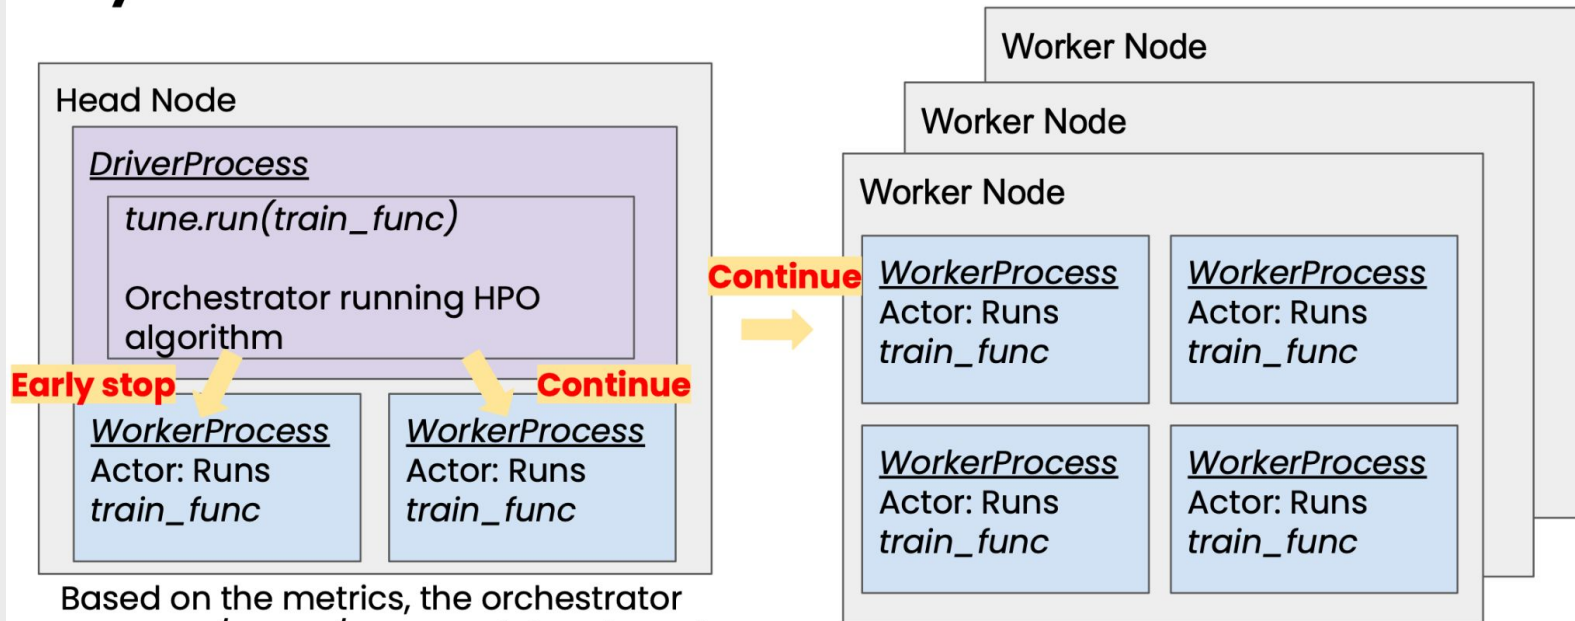 Head Node
DriverProcess
tune.run(train_func)
Orchestrator running HPO
algorithm
Early stop
Continue
WorkerProcess
Actor: Runs
train_func
WorkerProcess
Actor: Runs
train_func
Based on the metrics, the orchestrator
Continue
Worker Node
Worker Node
Worker Node
WorkerProcess
Actor: Runs
train_func
WorkerProcess
Actor: Runs
train_func
WorkerProcess
Actor: Runs
train_func
WorkerProcess
Actor: Runs
train_func